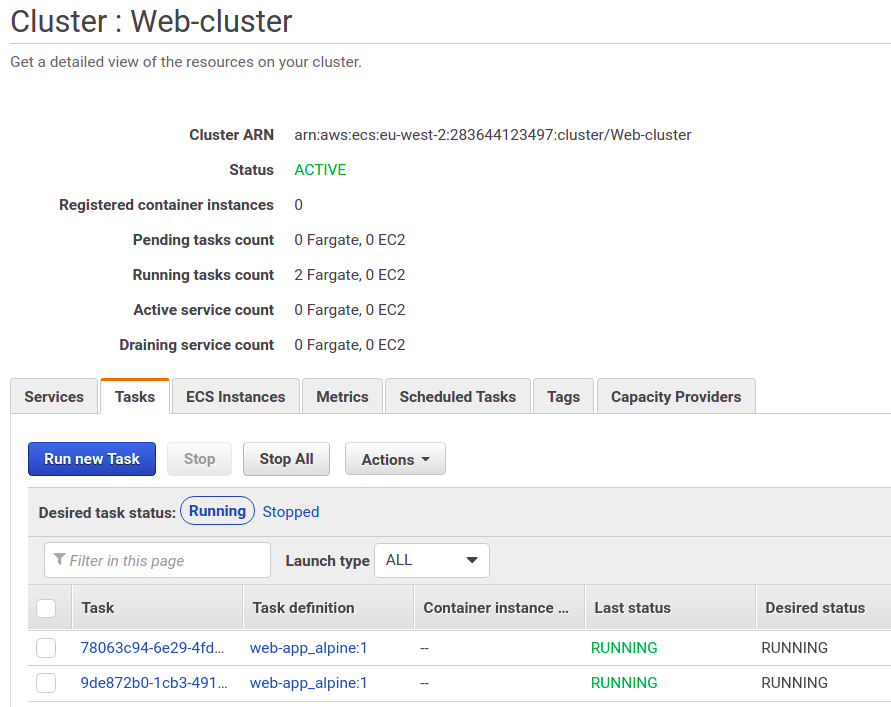 Cluster : Web-cluster
Get a detailed view of the resources on your cluster.
Cluster ARN arn:aws:ecs:eu-west-2:283644123497:cluster/Web-cluster
Status ACTIVE
Registered container instances 0
Pending tasks count 0 Fargate, 0 EC2
Running tasks count 2 Fargate, 0 EC2
Active service count 0 Fargate, 0 EC2
Draining service count 0 Fargate, 0 EC2
Services Tasks ECS Instances Metrics Scheduled Tasks Tags Capacity Providers
Run new Task Stop Stop All Actions
Desired task status: Running Stopped
Filter in this page Launch type ALL
Task Task definition Container instance ... Last status Desired status
78063c94-6e29-4fd... web-app_alpine:1 -- RUNNING RUNNING
9de872b0-1cb3-491... web-app_alpine:1 -- RUNNING RUNNING